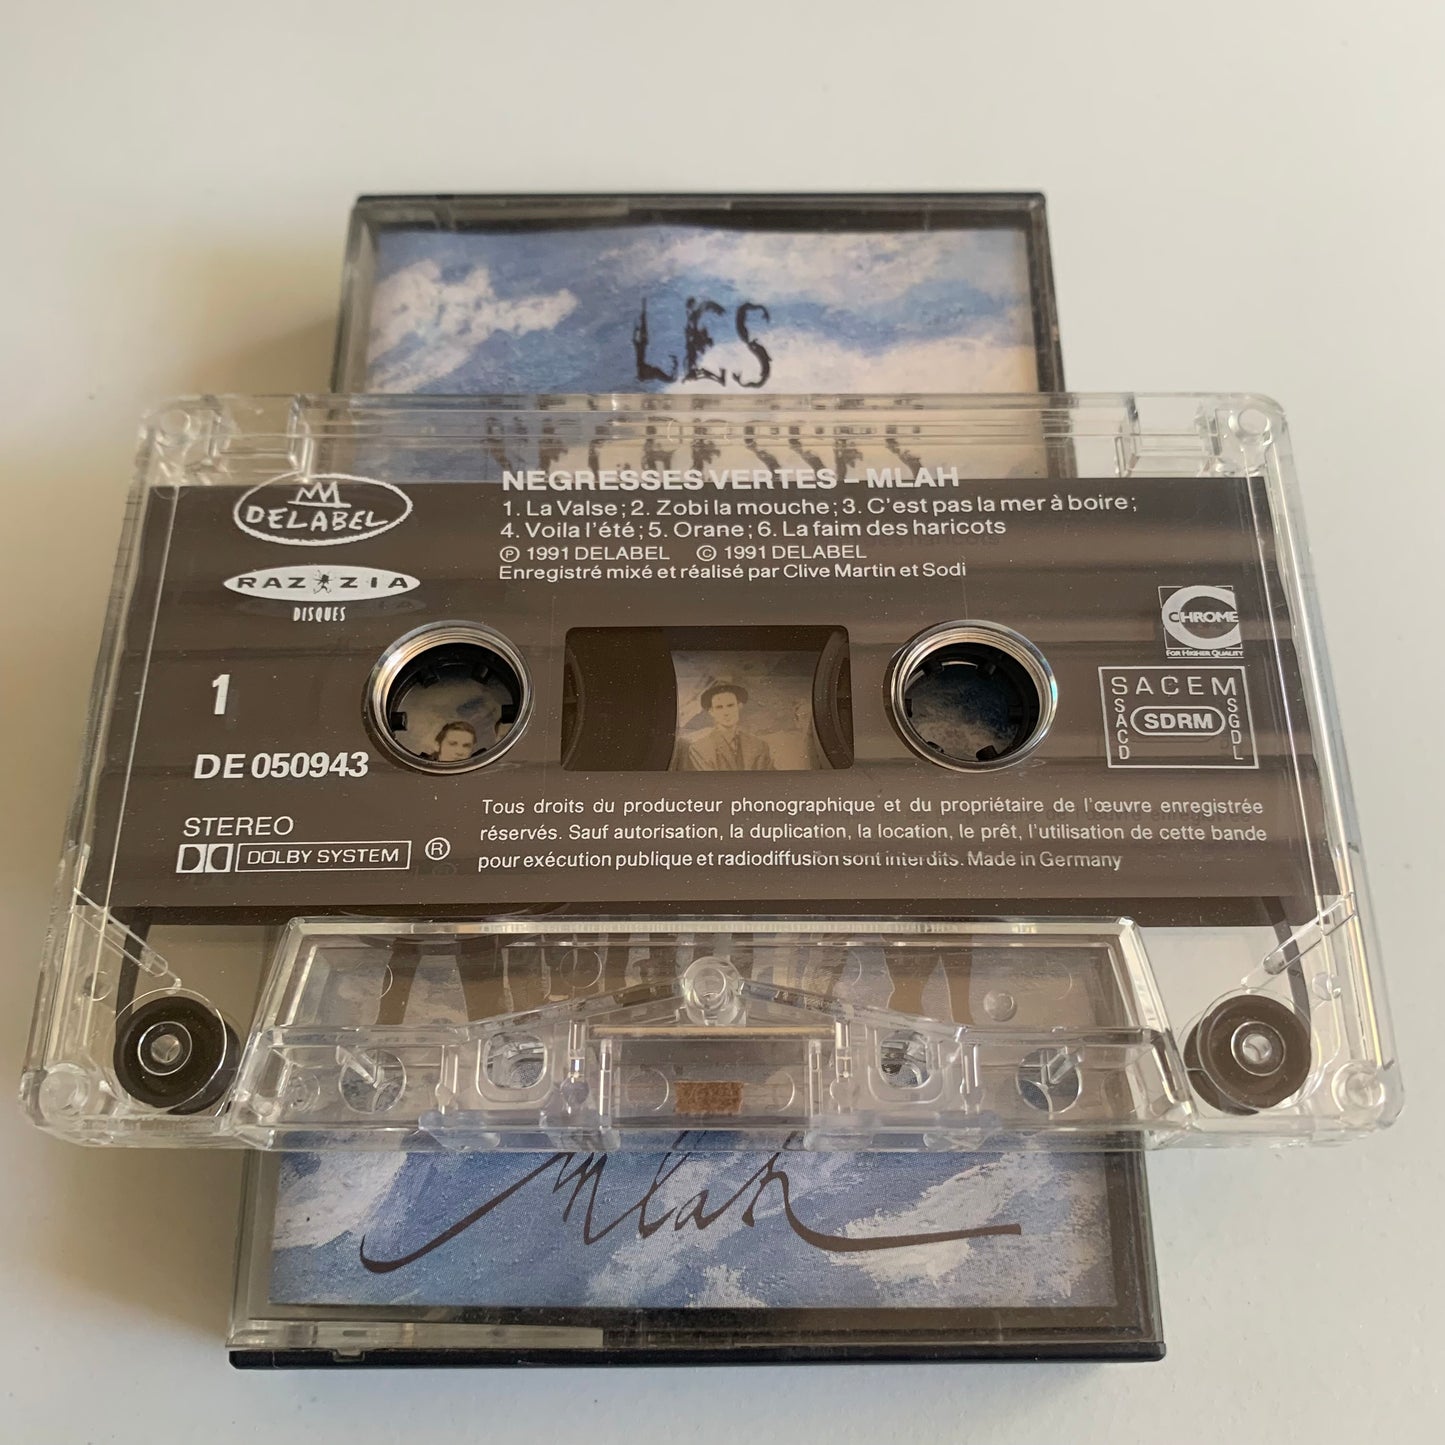 LES
NEGRESSES
NEGRESSES VERTES – MLAH
1. La Valse; 2. Zobi la mouche; 3. C'est pas la mer à boire;
4. Voila l'été; 5. Orane; 6. La faim des haricots
℗ 1991 DELABEL © 1991 DELABEL
Enregistré mixé et réalisé par Clive Martin et Sodi
DELABEL
RAZZIA
DISQUES
CHROME
FOR HIGHER QUALITY
1
DE 050943
SACEM
SACD
SDRM
SGDL
STEREO
DOLBY SYSTEM ®
Tous droits du producteur phonographique et du propriétaire de l'œuvre enregistrée
réservés. Sauf autorisation, la duplication, la location, le prêt, l'utilisation de cette bande
pour exécution publique et radiodiffusion sont interdits. Made in Germany
Mlah